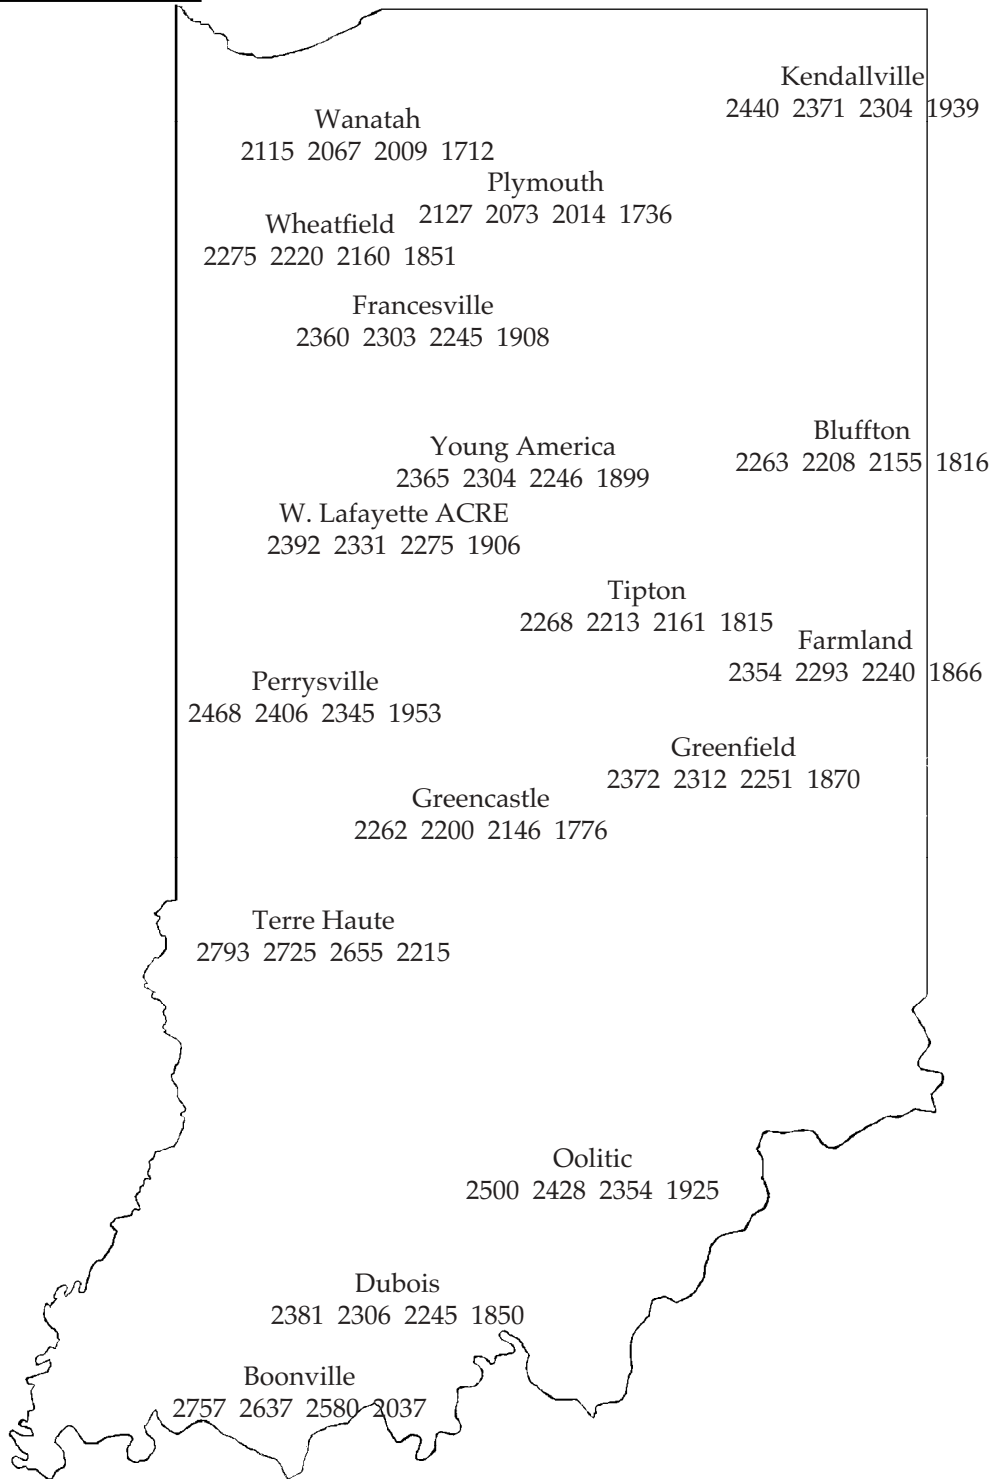 Kendallville
2440 2371 2304 1939
Wanatah
2115 2067 2009 1712
Plymouth
2127 2073 2014 1736
Wheatfield
2275 2220 2160 1851
Francesville
2360 2303 2245 1908
Bluffton
2263 2208 2155 1816
Young America
2365 2304 2246 1899
W. Lafayette ACRE
2392 2331 2275 1906
Tipton
2268 2213 2161 1815
Farmland
2354 2293 2240 1866
Perrysville
2468 2406 2345 1953
Greenfield
2372 2312 2251 1870
Greencastle
2262 2200 2146 1776
Terre Haute
2793 2725 2655 2215
Oolitic
2500 2428 2354 1925
Dubois
2381 2306 2245 1850
Boonville
2757 2637 2580 2037